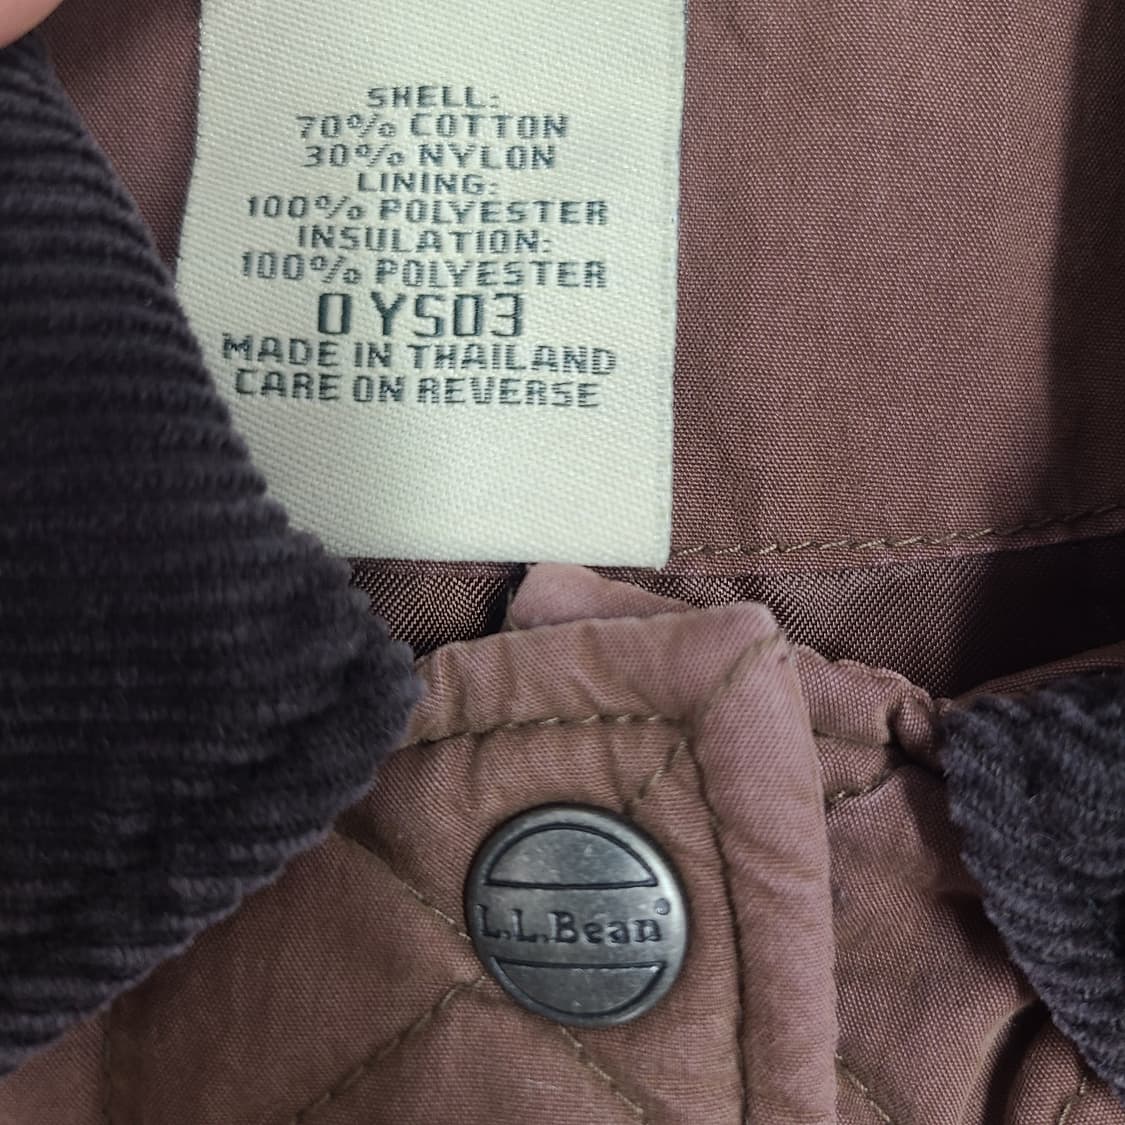 SHELL:
70% COTTON
30% NYLON
LINING:
100% POLYESTER
INSULATION:
100% POLYESTER
0YS03
MADE IN THAILAND
CARE ON REVERSE
L.L.Bean®